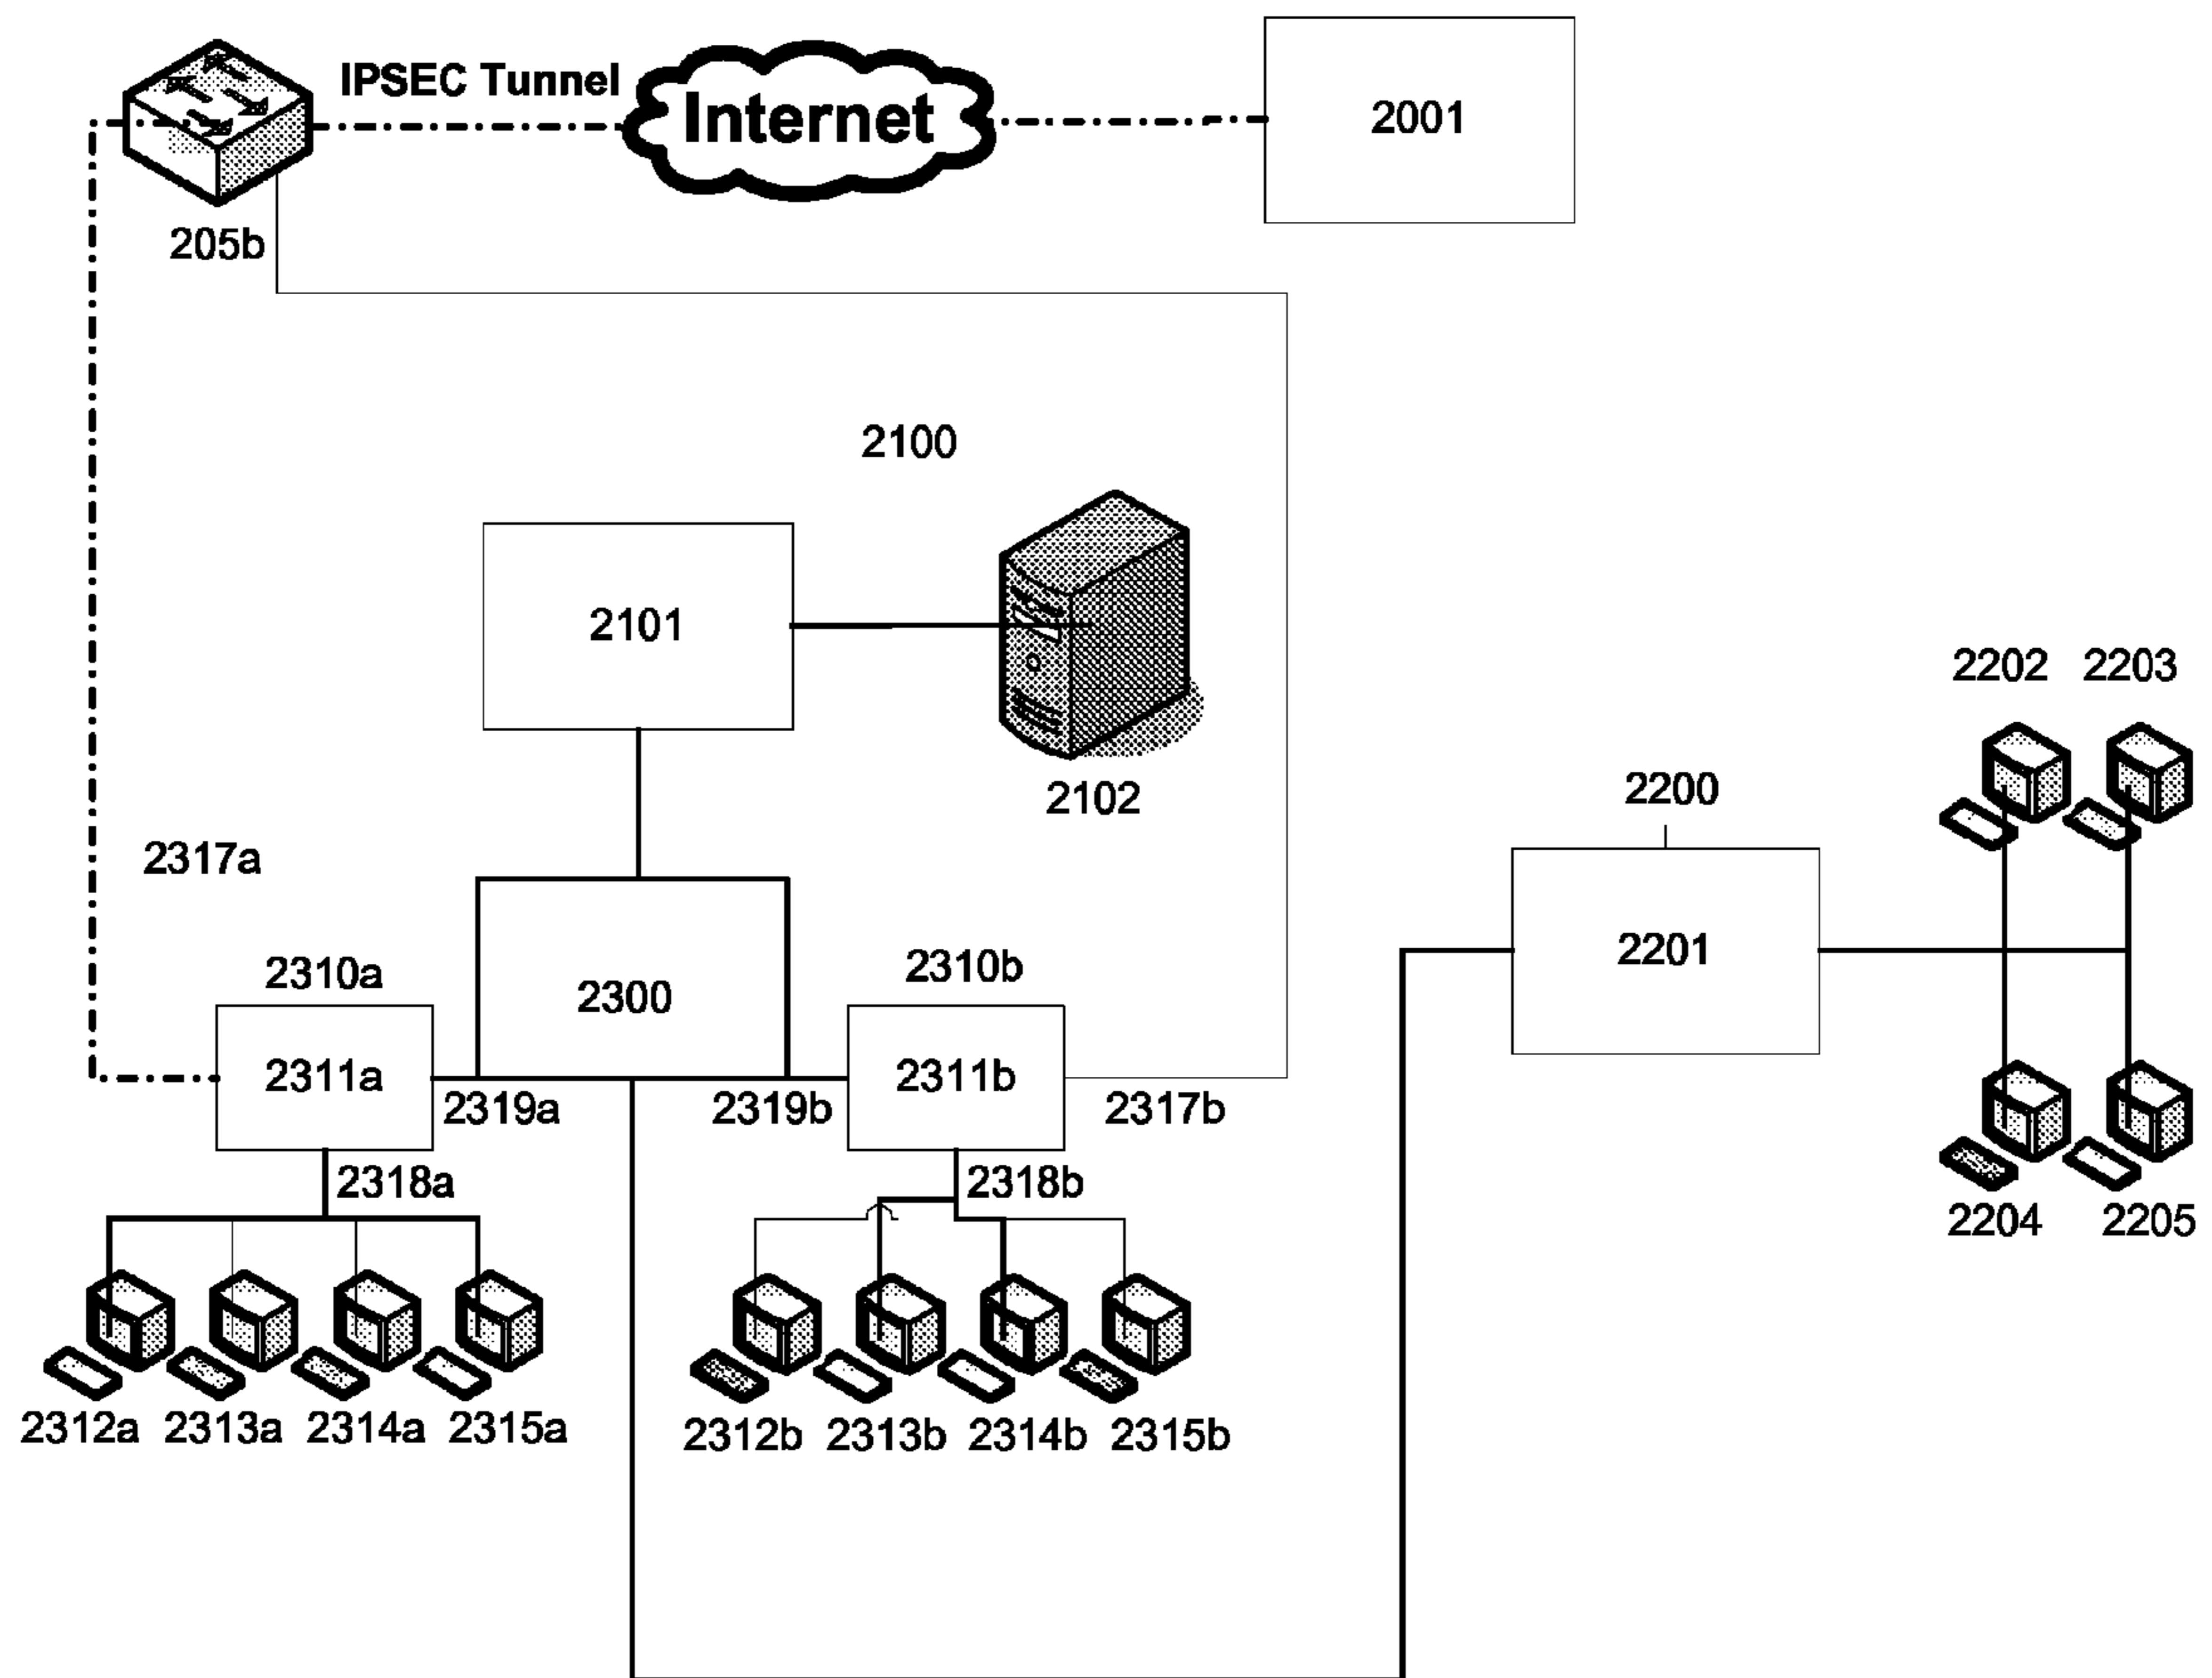 IPSEC Tunnel
Internet
2001
205b
2100
2101
2102
2202 2203
2200
2317a
2201
2310a
2300
2310b
2311a
2311b
2319a
2319b
2317b
2318a
2318b
2204
2205
2312a 2313a 2314a 2315a
2312b 2313b 2314b 2315b